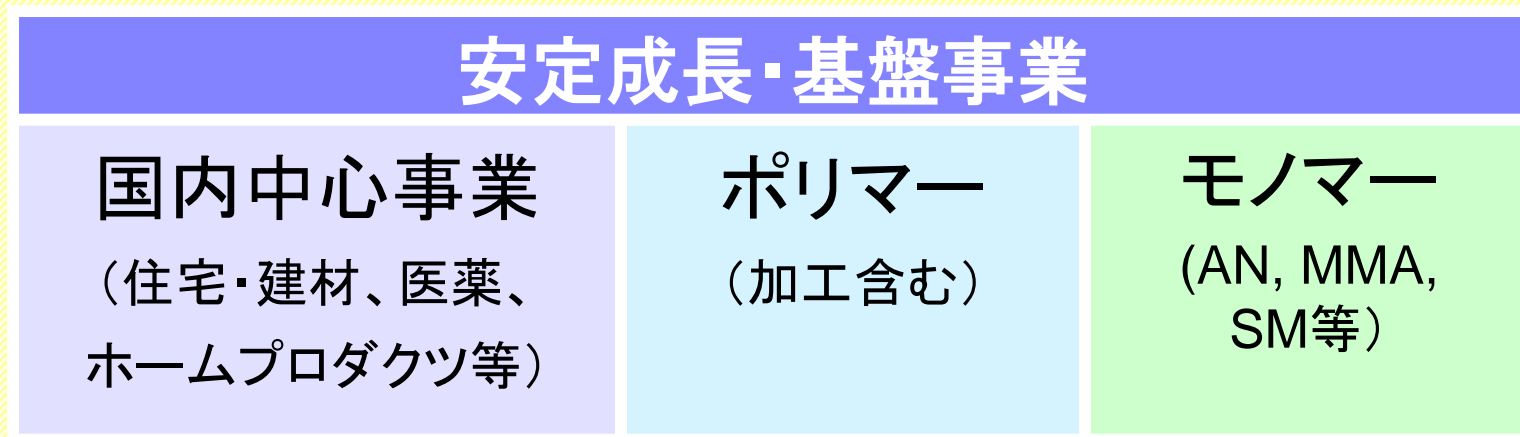 安定成長･基盤事業
国内中心事業
（住宅･建材、医薬、
ホームプロダクツ等）
ポリマー
（加工含む）
モノマー
(AN, MMA,
SM等）